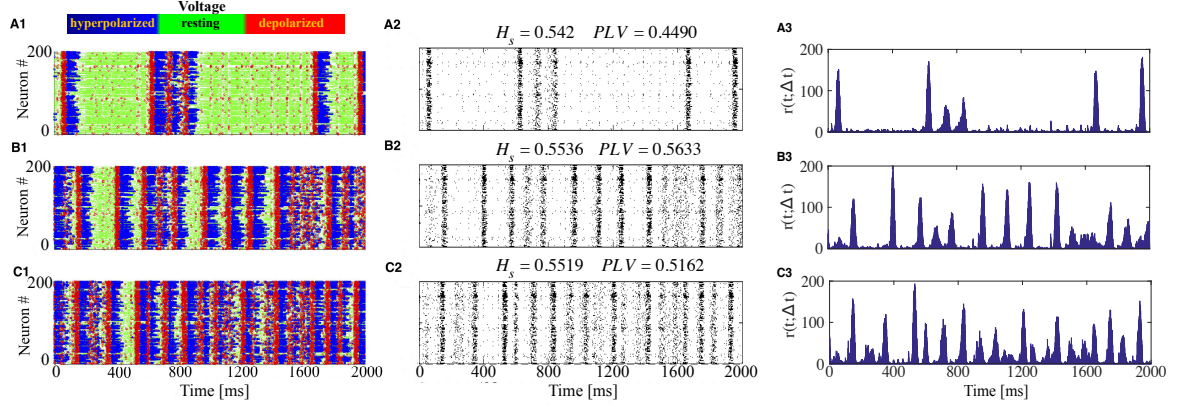 Voltage
A1
hyperpolarized resting depolarized
200
Neuron #
0
B1
200
Neuron #
0
C1
200
Neuron #
0
0 400 800 1200 1600 2000
Time [ms]
A2
H_s = 0.542 PLV = 0.4490
B2
H_s = 0.5536 PLV = 0.5633
C2
H_s = 0.5519 PLV = 0.5162
0 400 800 1200 1600 2000
Time [ms]
A3
200
100
0
r(t;Δt)
B3
200
100
0
r(t;Δt)
C3
200
100
0
r(t;Δt)
400 800 1200 1600 2000
Time [ms]